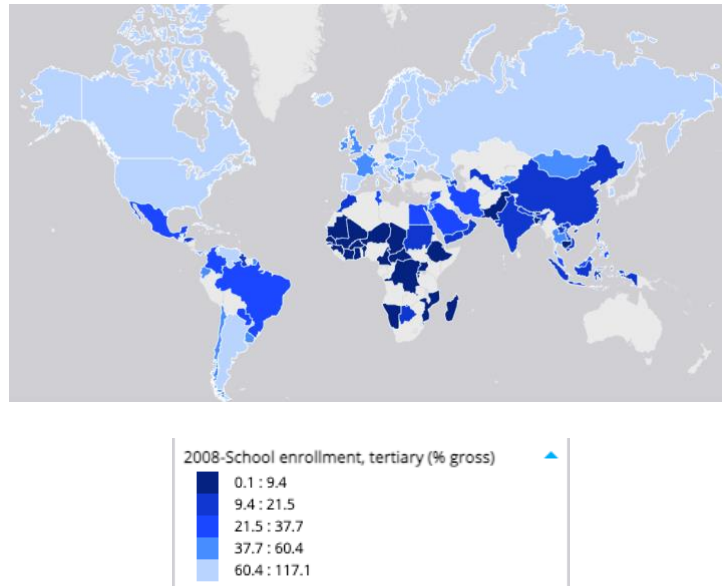 2008-School enrollment, tertiary (% gross)
0.1 : 9.4
9.4 : 21.5
21.5 : 37.7
37.7 : 60.4
60.4 : 117.1